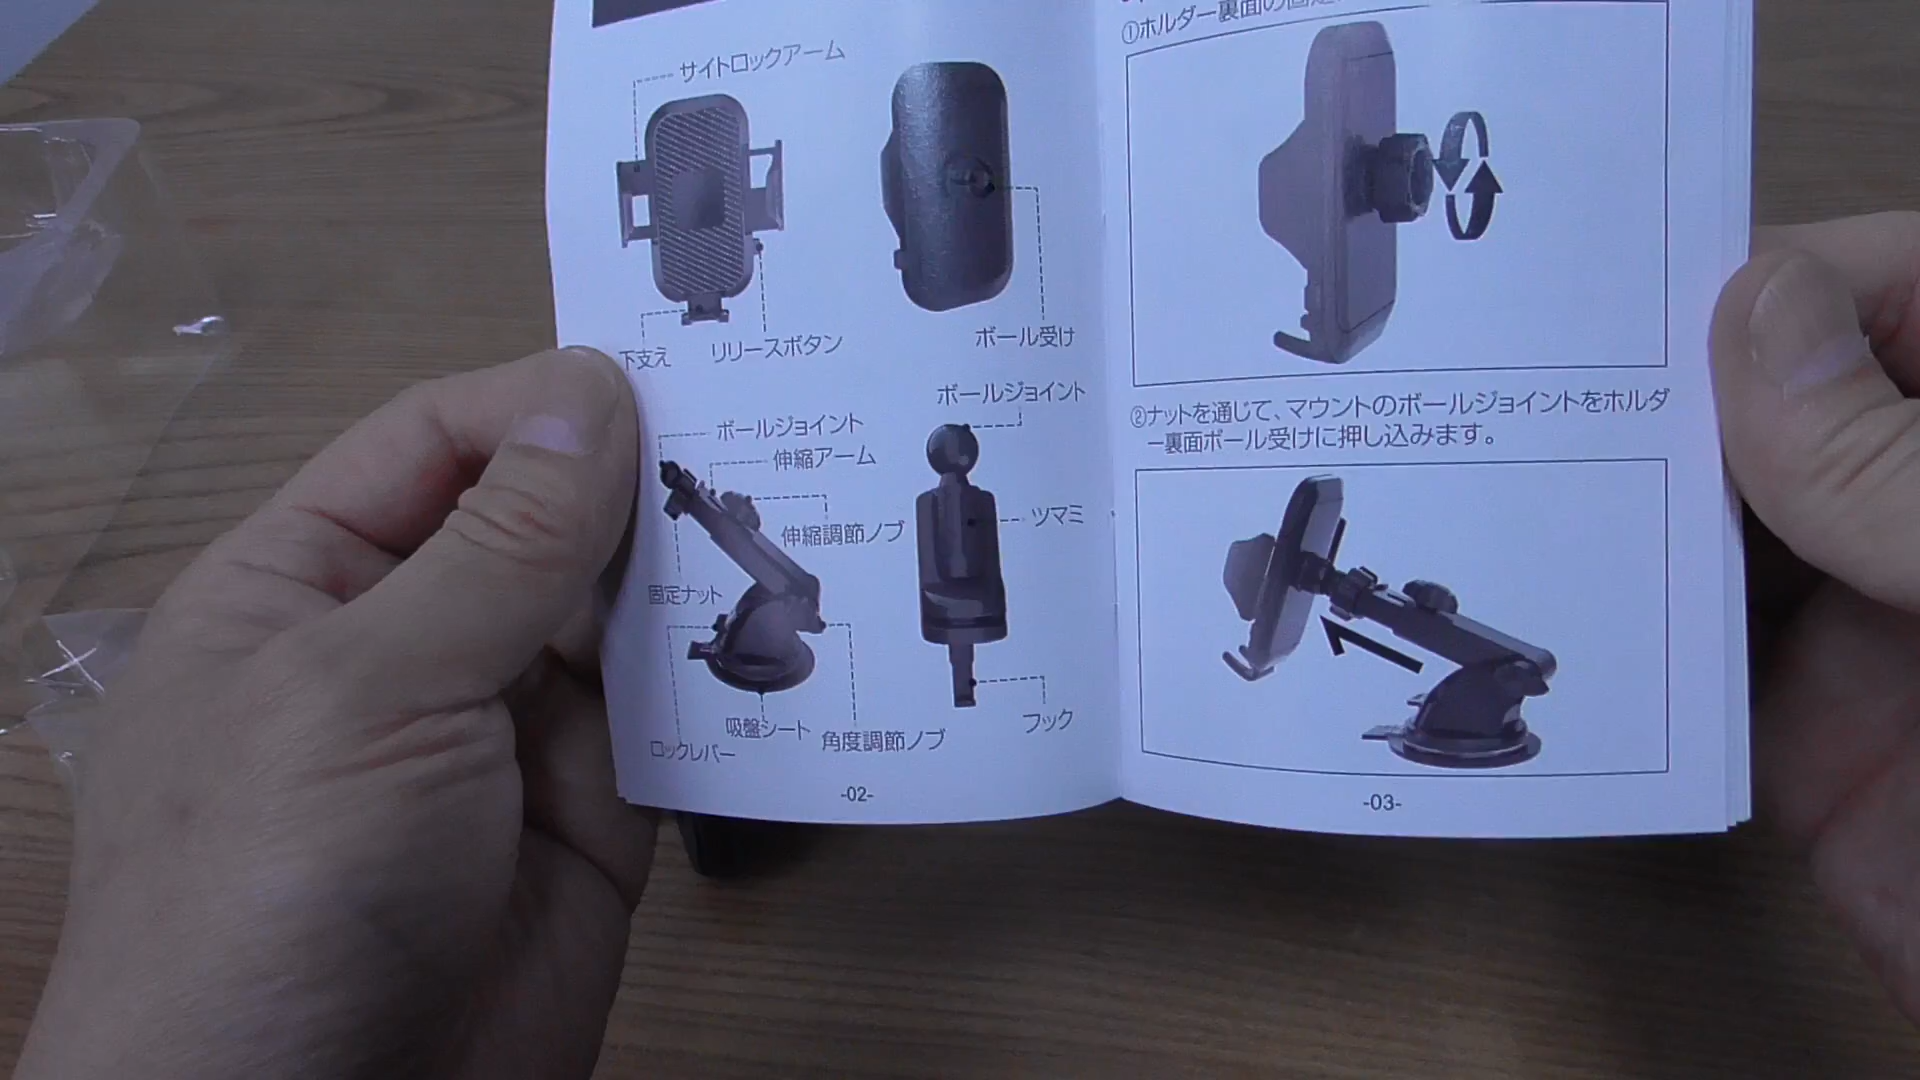 サイトロックアーム
下支え
リリースボタン
ボール受け
ボールジョイント
伸縮アーム
伸縮調節ノブ
固定ナット
ロックレバー
吸盤シート
角度調節ノブ
ボールジョイント
ツマミ
フック
-02-
①ホルダー裏面の固定
②ナットを通じて、マウントのボールジョイントをホルダ
ー裏面ボール受けに押し込みます。
-03-